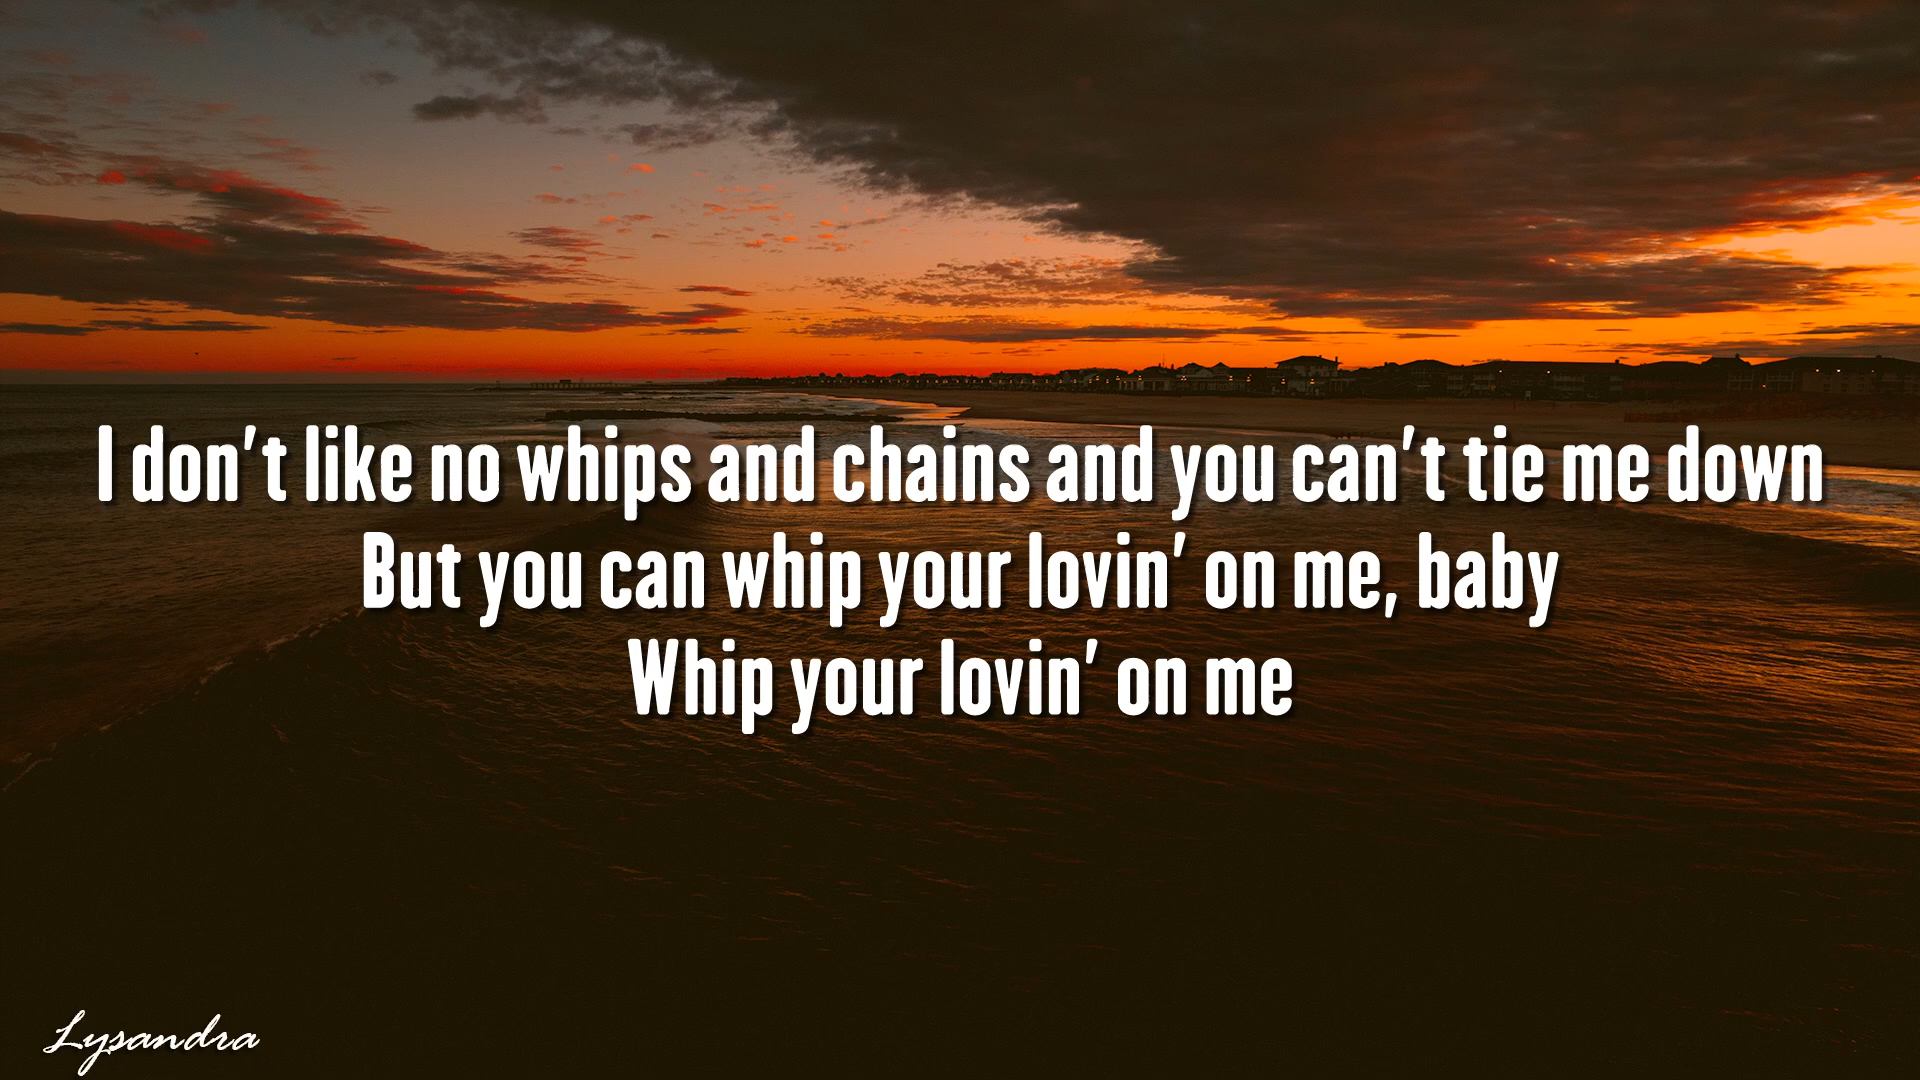 I don't like no whips and chains and you can't tie me down
But you can whip your lovin' on me, baby
Whip your lovin' on me
Lysandra